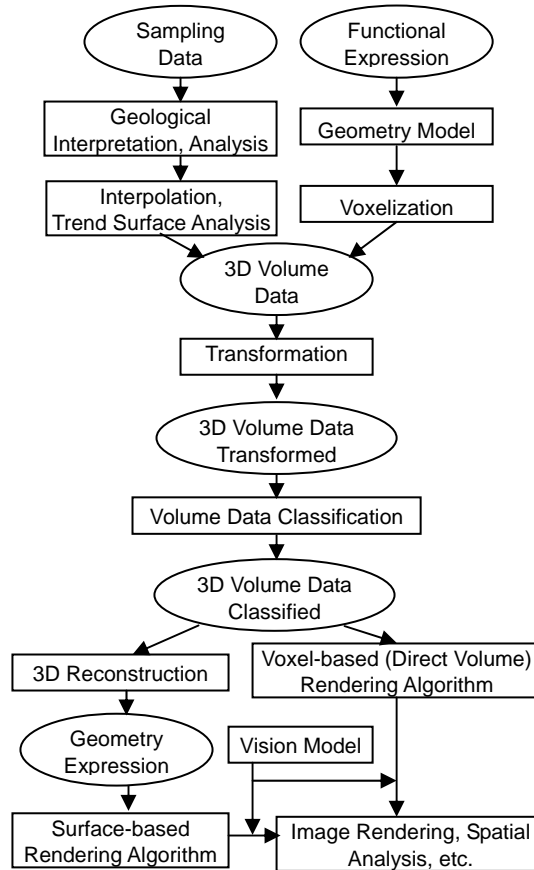 Sampling
Data
Functional
Expression
Geological
Interpretation, Analysis
Geometry Model
Interpolation,
Trend Surface Analysis
Voxelization
3D Volume
Data
Transformation
3D Volume Data
Transformed
Volume Data Classification
3D Volume Data
Classified
3D Reconstruction
Voxel-based (Direct Volume)
Rendering Algorithm
Geometry
Expression
Vision Model
Surface-based
Rendering Algorithm
Image Rendering, Spatial
Analysis, etc.